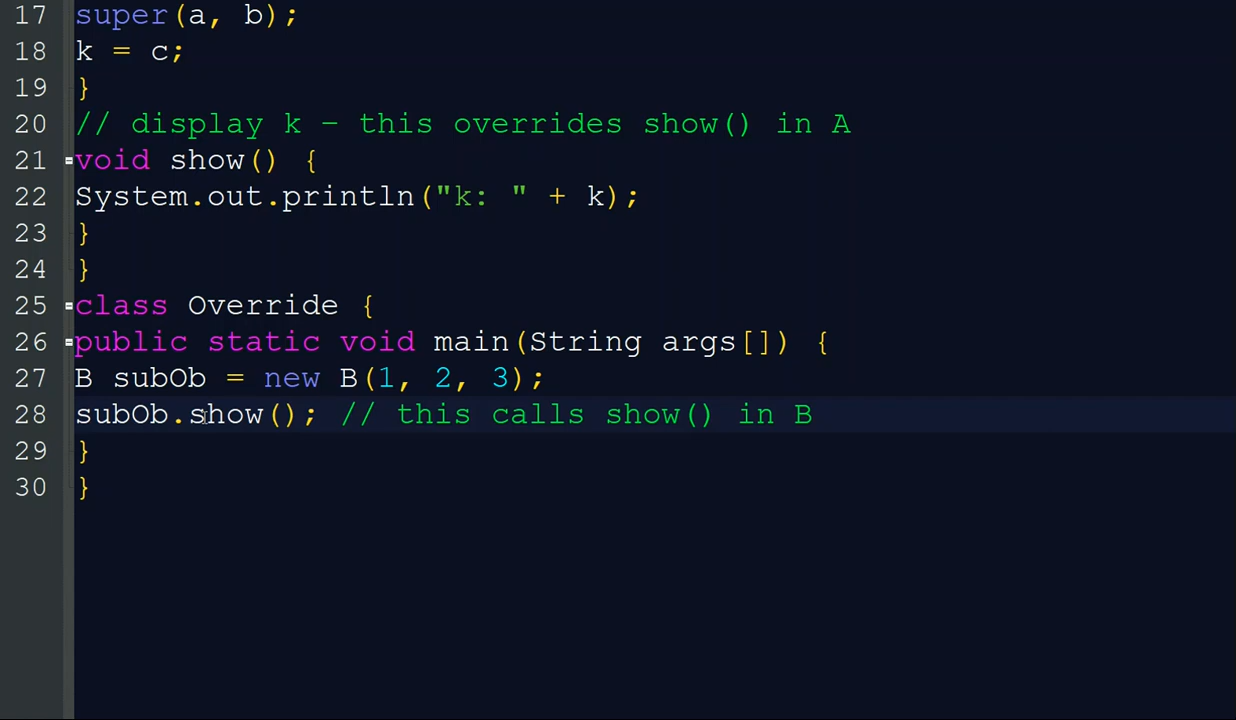 17 super(a, b);
18 k = c;
19 }
20 // display k - this overrides show() in A
21 void show() {
22 System.out.println("k: " + k);
23 }
24 }
25 class Override {
26 public static void main(String args[]) {
27 B subOb = new B(1, 2, 3);
28 subOb.show(); // this calls show() in B
29 }
30 }